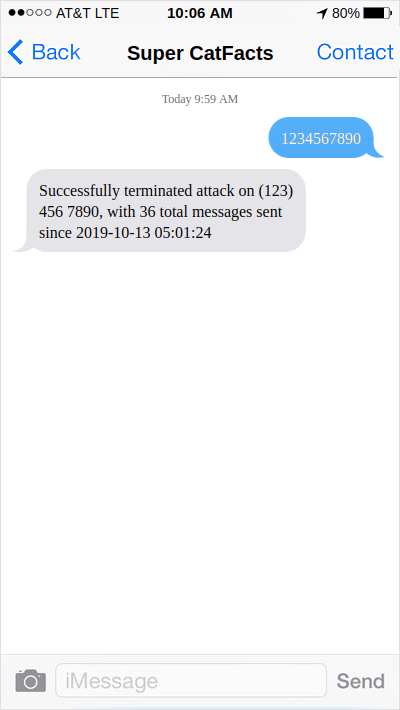 AT&T LTE 10:06 AM 80%
Back Super CatFacts Contact
Today 9:59 AM
1234567890
Successfully terminated attack on (123)
456 7890, with 36 total messages sent
since 2019-10-13 05:01:24
iMessage Send